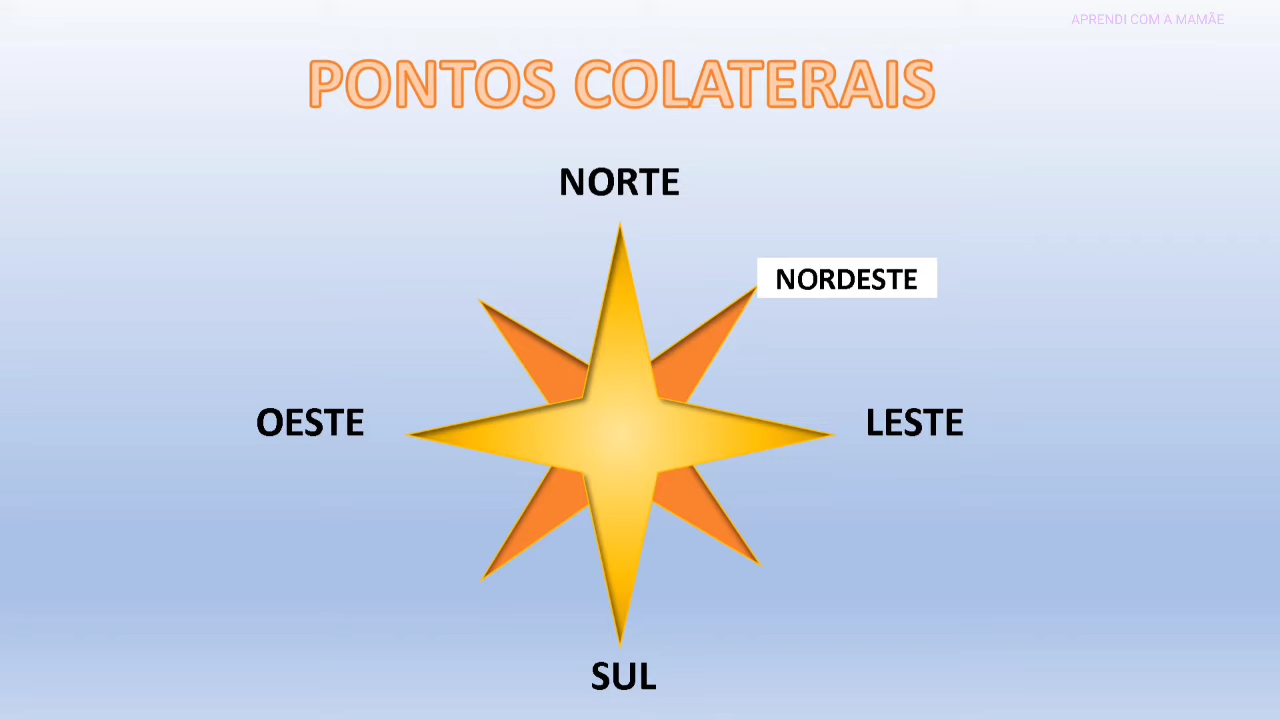 APRENDI COM A MAMÃE
PONTOS COLATERAIS
NORTE
NORDESTE
OESTE
LESTE
SUL